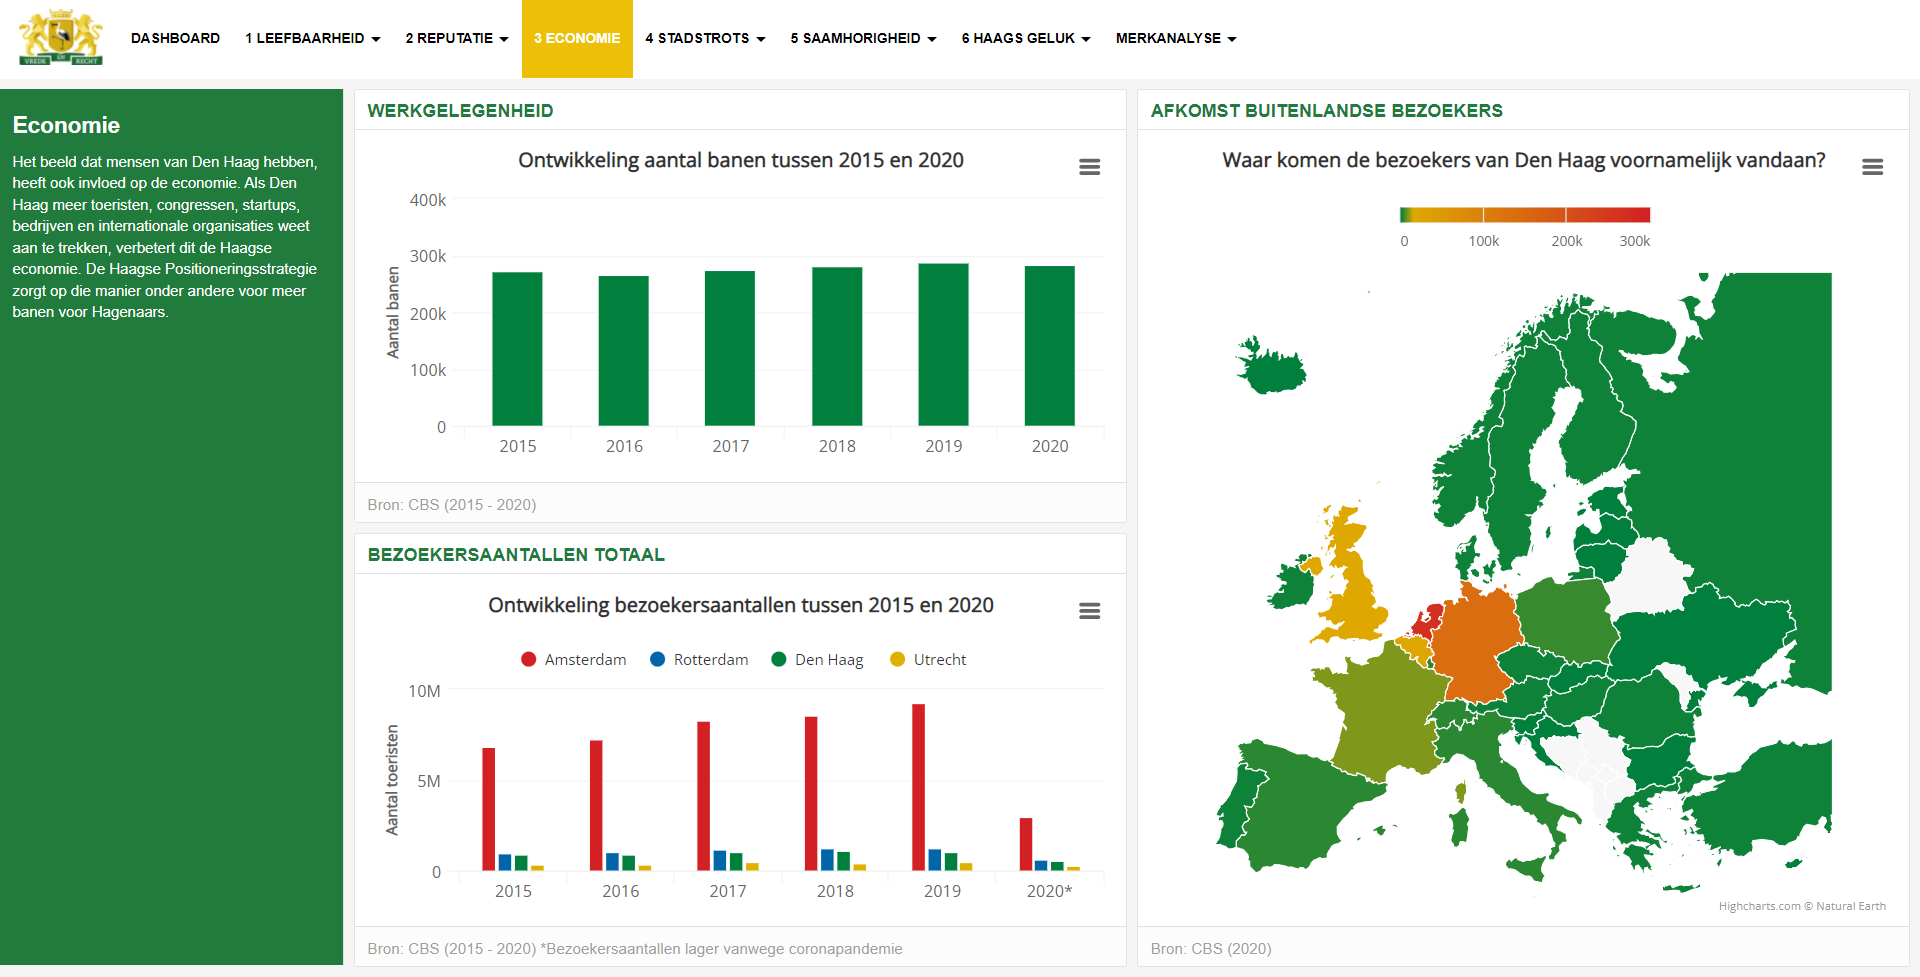 VREDE EN RECHT
DASHBOARD 1 LEEFBAARHEID 2 REPUTATIE 3 ECONOMIE 4 STADSTROTS 5 SAAMHORIGHEID 6 HAAGS GELUK MERKANALYSE
Economie
Het beeld dat mensen van Den Haag hebben,
heeft ook invloed op de economie. Als Den
Haag meer toeristen, congressen, startups,
bedrijven en internationale organisaties weet
aan te trekken, verbetert dit de Haagse
economie. De Haagse Positioneringsstrategie
zorgt op die manier onder andere voor meer
banen voor Hagenaars.
WERKGELEGENHEID
Ontwikkeling aantal banen tussen 2015 en 2020
Aantal banen
400k
300k
200k
100k
0
2015 2016 2017 2018 2019 2020
Bron: CBS (2015 - 2020)
BEZOEKERSAANTALLEN TOTAAL
Ontwikkeling bezoekersaantallen tussen 2015 en 2020
Amsterdam Rotterdam Den Haag Utrecht
Aantal toeristen
10M
5M
0
2015 2016 2017 2018 2019 2020*
Bron: CBS (2015 - 2020) *Bezoekersaantallen lager vanwege coronapandemie
AFKOMST BUITENLANDSE BEZOEKERS
Waar komen de bezoekers van Den Haag voornamelijk vandaan?
0 100k 200k 300k
Highcharts.com © Natural Earth
Bron: CBS (2020)